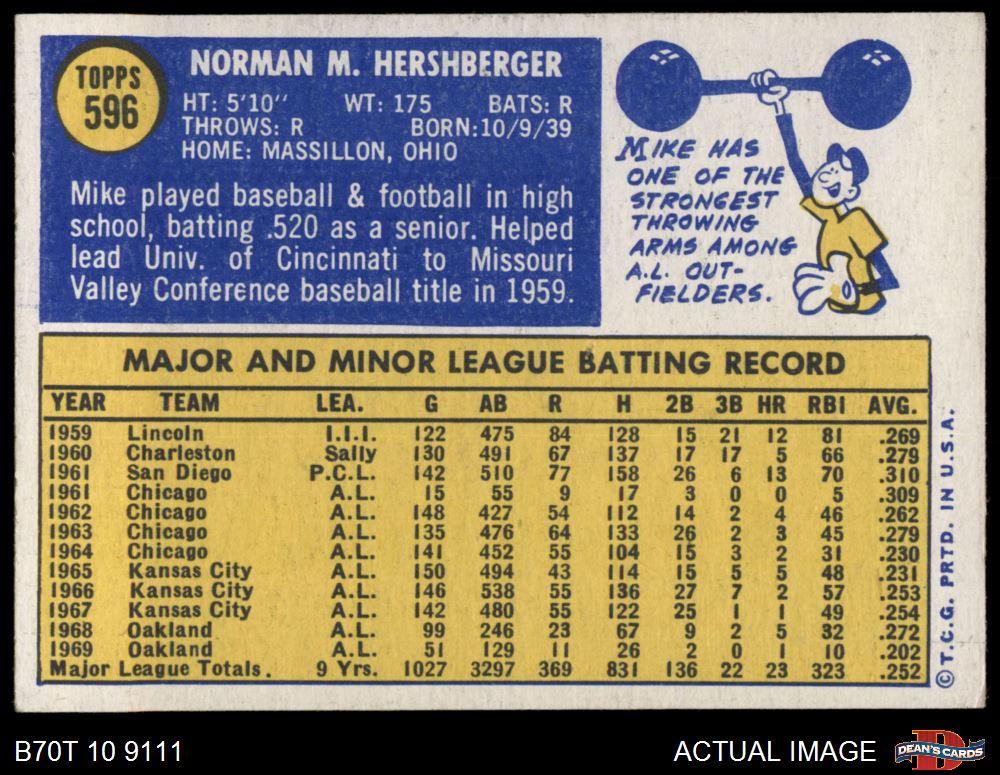 TOPPS
596
NORMAN M. HERSHBERGER
HT: 5'10'' WT: 175 BATS: R
THROWS: R BORN:10/9/39
HOME: MASSILLON, OHIO
Mike played baseball & football in high
school, batting .520 as a senior. Helped
lead Univ. of Cincinnati to Missouri
Valley Conference baseball title in 1959.
MIKE HAS
ONE OF THE
STRONGEST
THROWING
ARMS AMONG
A.L. OUT-
FIELDERS.
MAJOR AND MINOR LEAGUE BATTING RECORD
YEAR TEAM LEA. G AB R H 2B 3B HR RBI AVG.
1959 Lincoln I.I.I. 122 475 84 128 15 21 12 81 .269
1960 Charleston Sally 130 491 67 137 17 17 5 66 .279
1961 San Diego P.C.L. 142 510 77 158 26 6 13 70 .310
1961 Chicago A.L. 15 55 9 17 3 0 0 5 .309
1962 Chicago A.L. 148 427 54 112 14 2 4 46 .262
1963 Chicago A.L. 135 476 64 133 26 2 3 45 .279
1964 Chicago A.L. 141 452 55 104 15 3 2 31 .230
1965 Kansas City A.L. 150 494 43 114 15 5 5 48 .231
1966 Kansas City A.L. 146 538 55 136 27 7 2 57 .253
1967 Kansas City A.L. 142 480 55 122 25 1 1 49 .254
1968 Oakland A.L. 99 246 23 67 9 2 5 32 .272
1969 Oakland A.L. 51 129 11 26 2 0 1 10 .202
Major League Totals. 9 Yrs. 1027 3297 369 831 136 22 23 323 .252
©T.C.G. PRTD. IN U.S.A.
B70T 10 9111
ACTUAL IMAGE
D
DEAN'S CARDS